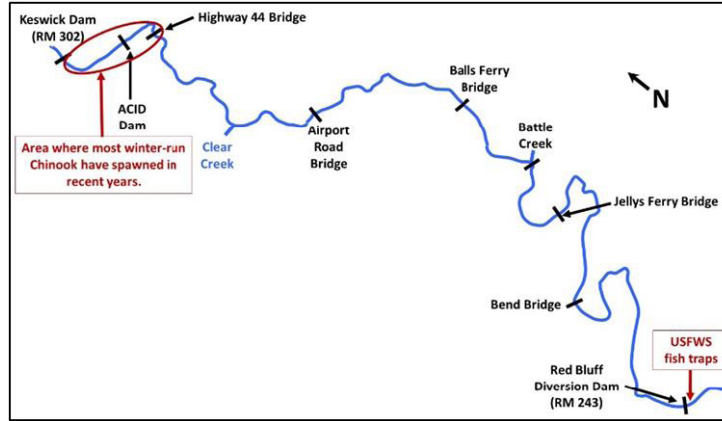 Keswick Dam
(RM 302)
Highway 44 Bridge
ACID
Dam
Area where most winter-run
Chinook have spawned in
recent years.
Clear
Creek
Airport
Road
Bridge
Balls Ferry
Bridge
N
Battle
Creek
Jellys Ferry Bridge
Bend Bridge
USFWS
fish traps
Red Bluff
Diversion Dam
(RM 243)